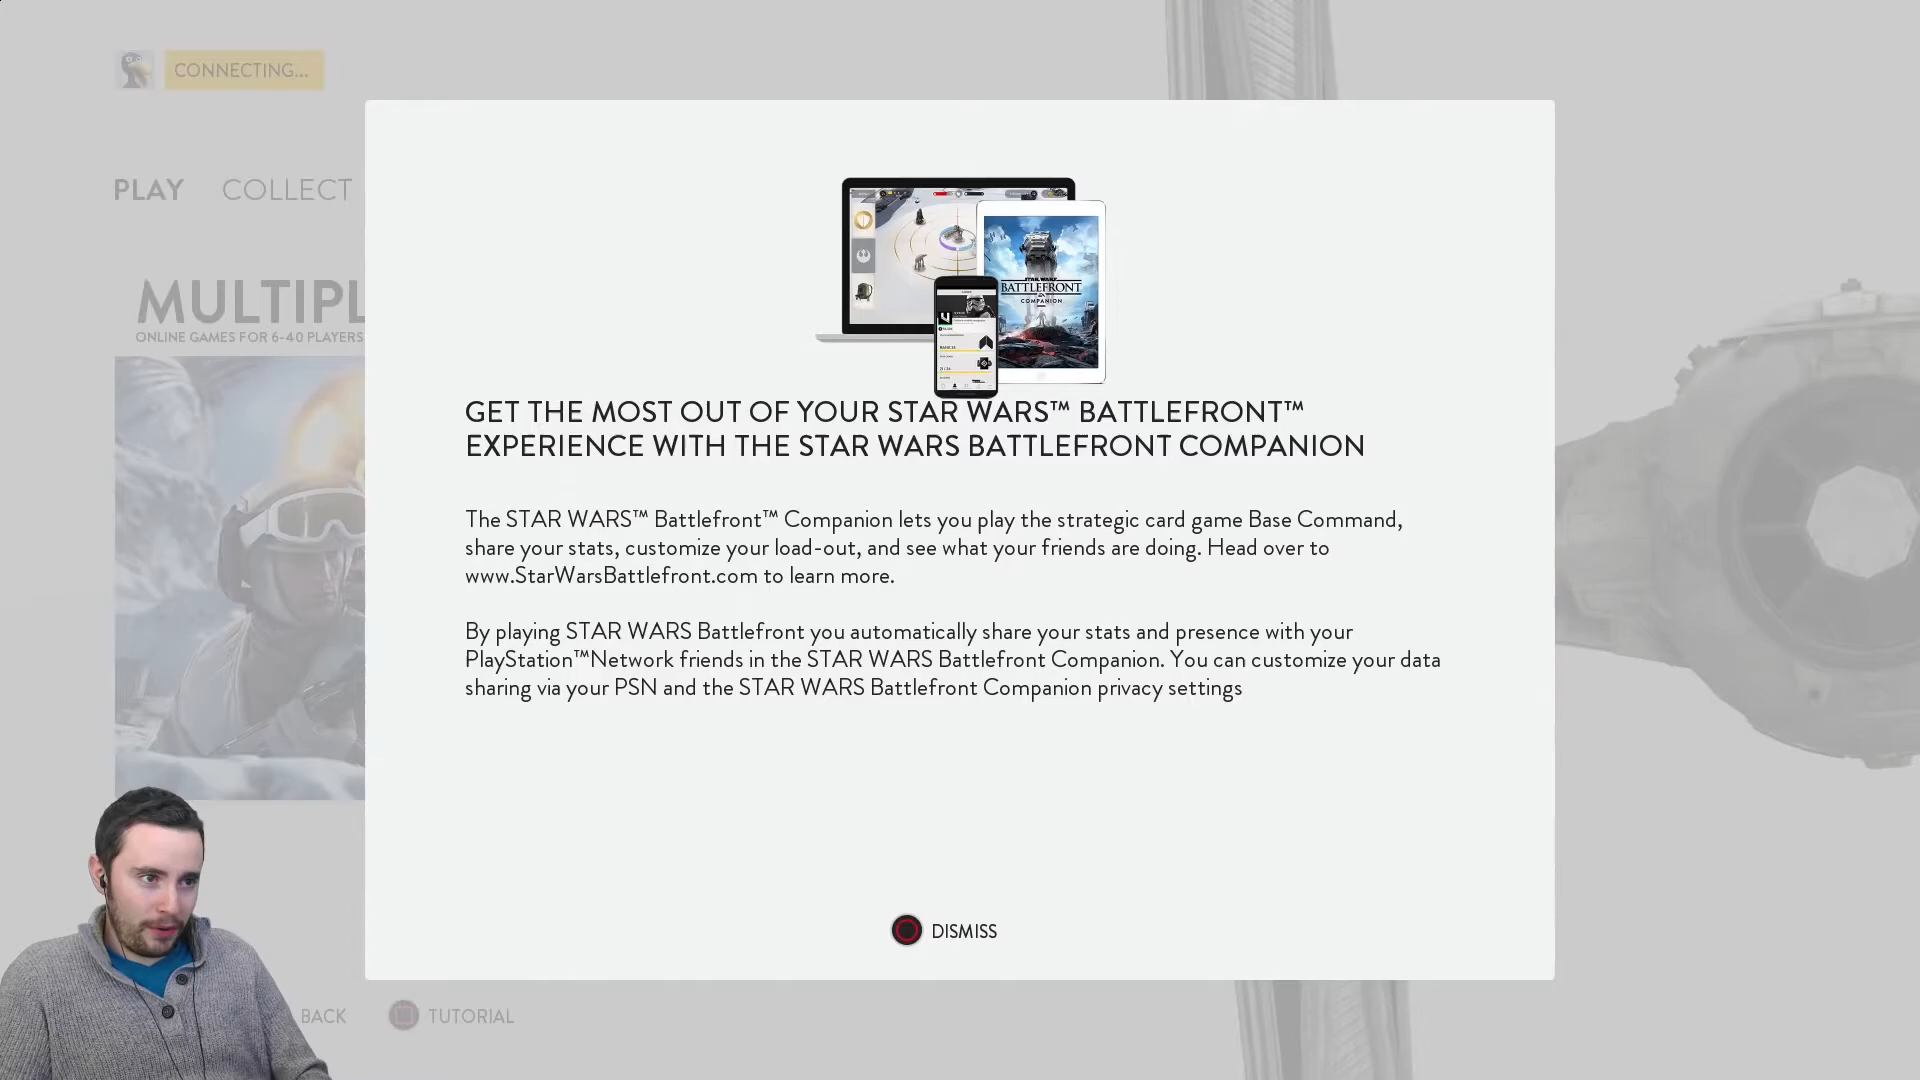 CONNECTING...
PLAY COLLECT
MULTIPL
ONLINE GAMES FOR 6-40 PLAYERS
STAR WARS
BATTLEFRONT
COMPANION
GET THE MOST OUT OF YOUR STAR WARS™ BATTLEFRONT™
EXPERIENCE WITH THE STAR WARS BATTLEFRONT COMPANION
The STAR WARS™ Battlefront™ Companion lets you play the strategic card game Base Command,
share your stats, customize your load-out, and see what your friends are doing. Head over to
www.StarWarsBattlefront.com to learn more.
By playing STAR WARS Battlefront you automatically share your stats and presence with your
PlayStation™Network friends in the STAR WARS Battlefront Companion. You can customize your data
sharing via your PSN and the STAR WARS Battlefront Companion privacy settings
DISMISS
BACK TUTORIAL